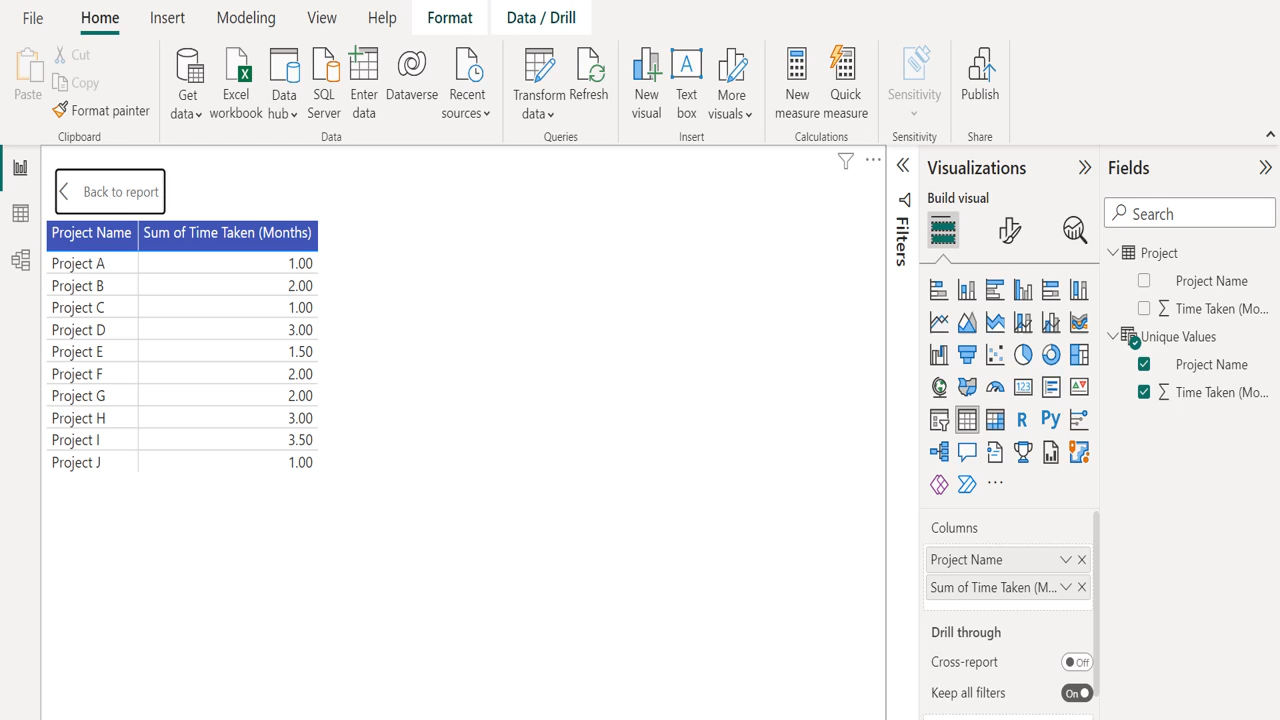 File Home Insert Modeling View Help Format Data / Drill
Paste
Cut
Copy
Format painter
Clipboard
Get data
Excel workbook
Data hub
SQL Server
Enter data
Dataverse
Recent sources
Data
Transform data
Refresh
Queries
New visual
A
Text box
More visuals
Insert
New measure
Quick measure
Calculations
Sensitivity
Sensitivity
Publish
Share
Back to report
Project Name Sum of Time Taken (Months)
Project A 1.00
Project B 2.00
Project C 1.00
Project D 3.00
Project E 1.50
Project F 2.00
Project G 2.00
Project H 3.00
Project I 3.50
Project J 1.00
Filters
Visualizations
Build visual
123
R Py
...
Columns
Project Name
Sum of Time Taken (M...
Drill through
Cross-report Off
Keep all filters On
Fields
Search
Project
Project Name
Σ Time Taken (Mo...
Unique Values
Project Name
Σ Time Taken (Mo...